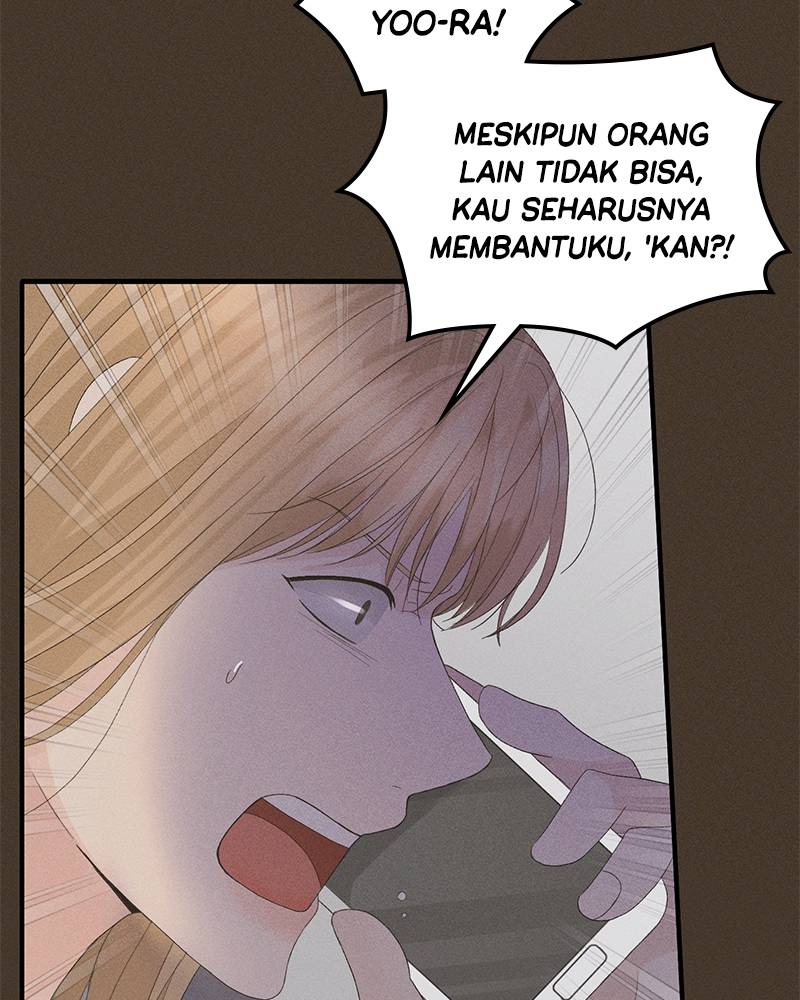 YOO-RA!
MESKIPUN ORANG
LAIN TIDAK BISA,
KAU SEHARUSNYA
MEMBANTUKU, 'KAN?!